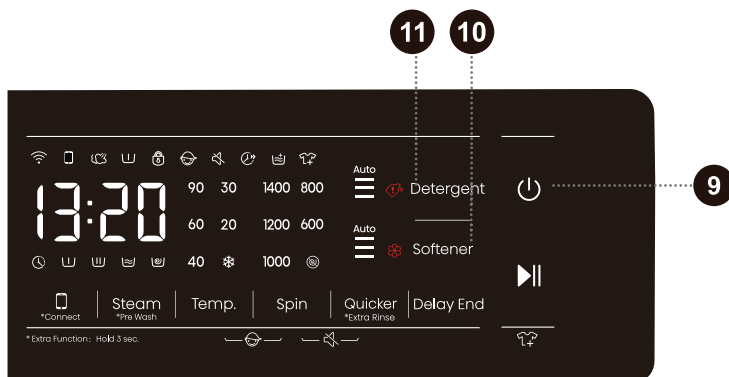 11 10
Auto
Detergent
9
13:20
90 30 1400 800
60 20 1200 600
Auto
Softener
40 1000
*Connect
Steam
*Pre Wash
Temp.
Spin
Quicker
*Extra Rinse
Delay End
* Extra Function: Hold 3 sec.